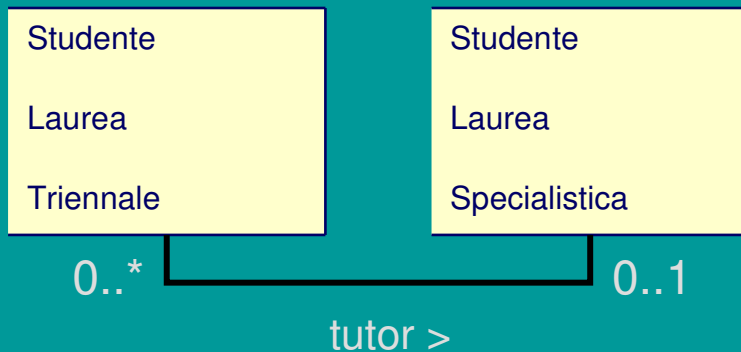 Studente
Laurea
Triennale
Studente
Laurea
Specialistica
0..*
0..1
tutor >